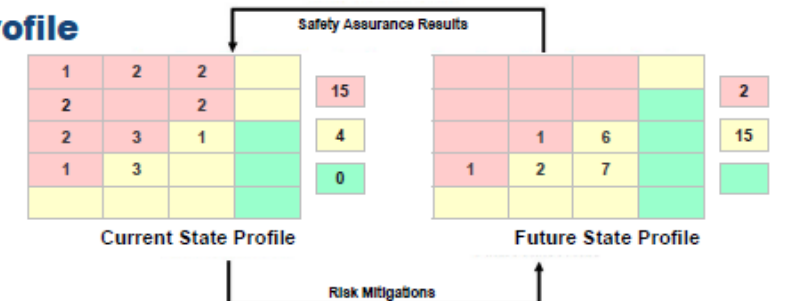 ofile
Safety Assurance Results
1 2 2
2 2
2 3 1
1 3
15
4
0
1 6
1 2 7
2
15
Current State Profile
Future State Profile
Risk Mitigations